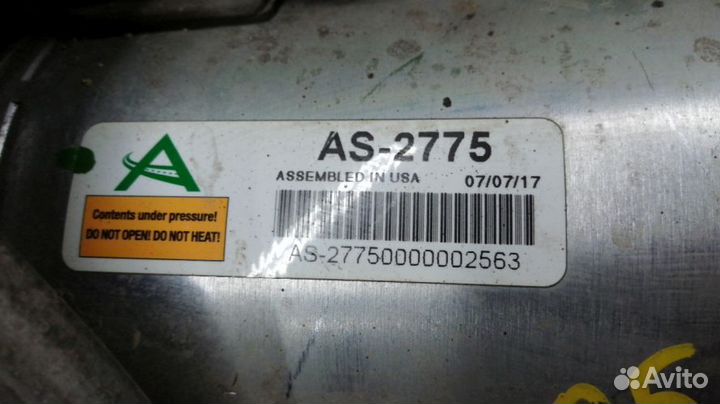 AS-2775
ASSEMBLED IN USA 07/07/17
Contents under pressure!
DO NOT OPEN! DO NOT HEAT!
AS-27750000002563
Avito